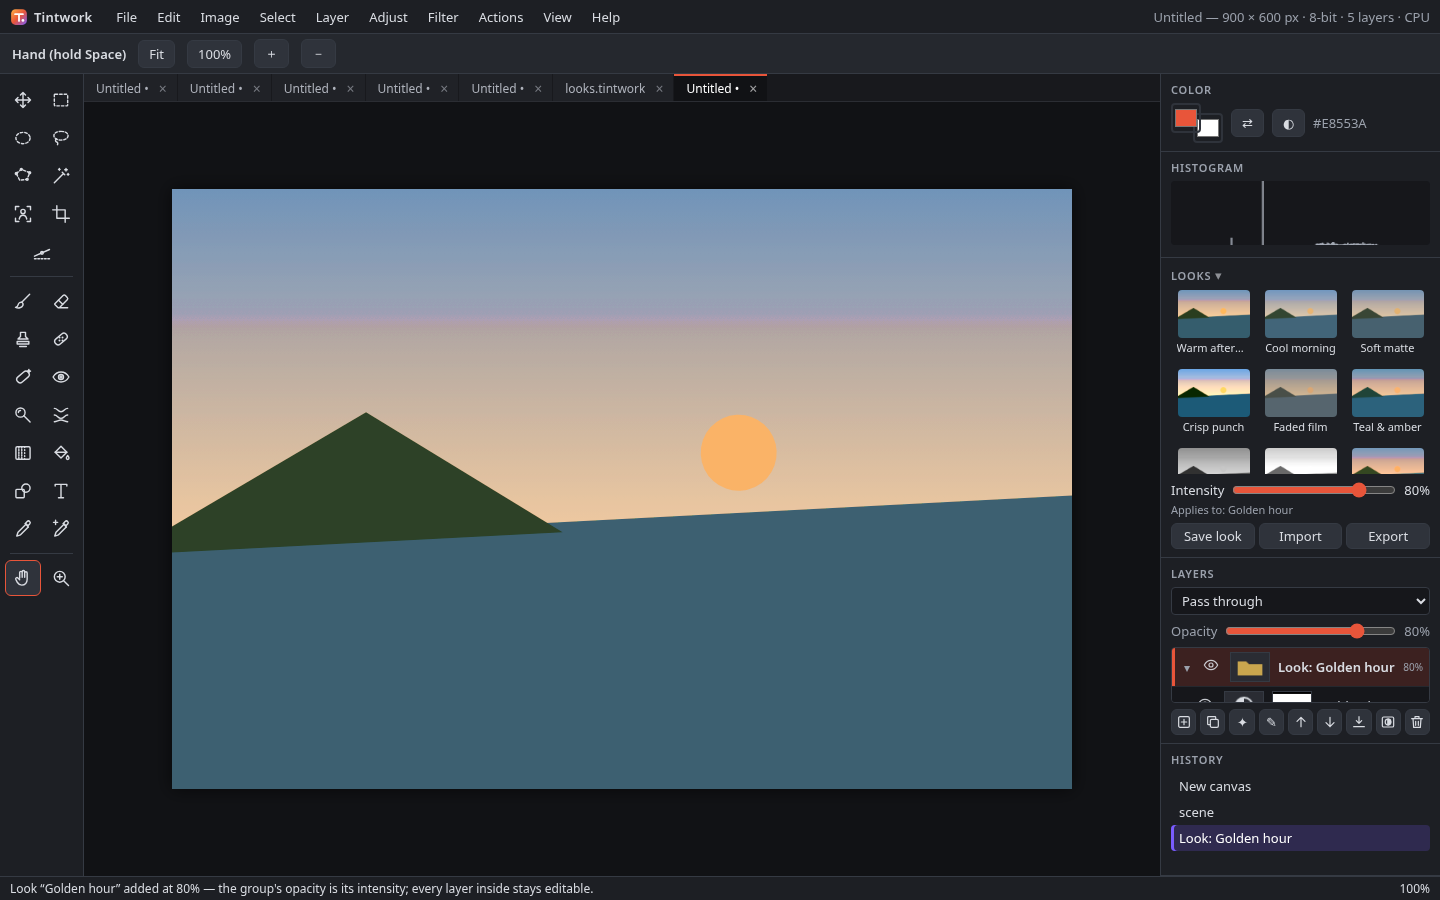 Tintwork File Edit Image Select Layer Adjust Filter Actions View Help Untitled — 900 × 600 px · 8-bit · 5 layers · CPU
Hand (hold Space) Fit 100% + −
Untitled • × Untitled • × Untitled • × Untitled • × Untitled • × looks.tintwork × Untitled • ×
COLOR
#E8553A
HISTOGRAM
LOOKS ▾
Warm after… Cool morning Soft matte
Crisp punch Faded film Teal & amber
Intensity 80%
Applies to: Golden hour
Save look Import Export
LAYERS
Pass through
Opacity 80%
Look: Golden hour 80%
HISTORY
New canvas
scene
Look: Golden hour
Look “Golden hour” added at 80% — the group's opacity is its intensity; every layer inside stays editable. 100%